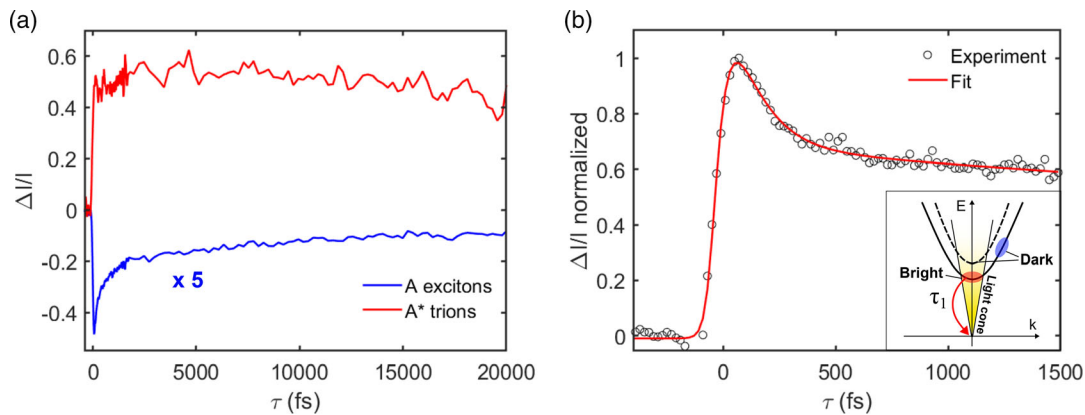 (a)
0.6
0.4
0.2
0
-0.2
-0.4
ΔI/I
x 5
A excitons
A* trions
0
5000
10000
15000
20000
τ (fs)
(b)
1
0.8
0.6
0.4
0.2
0
ΔI/I normalized
Experiment
Fit
E
Dark
Bright
Light cone
τ1
k
0
500
1000
1500
τ (fs)